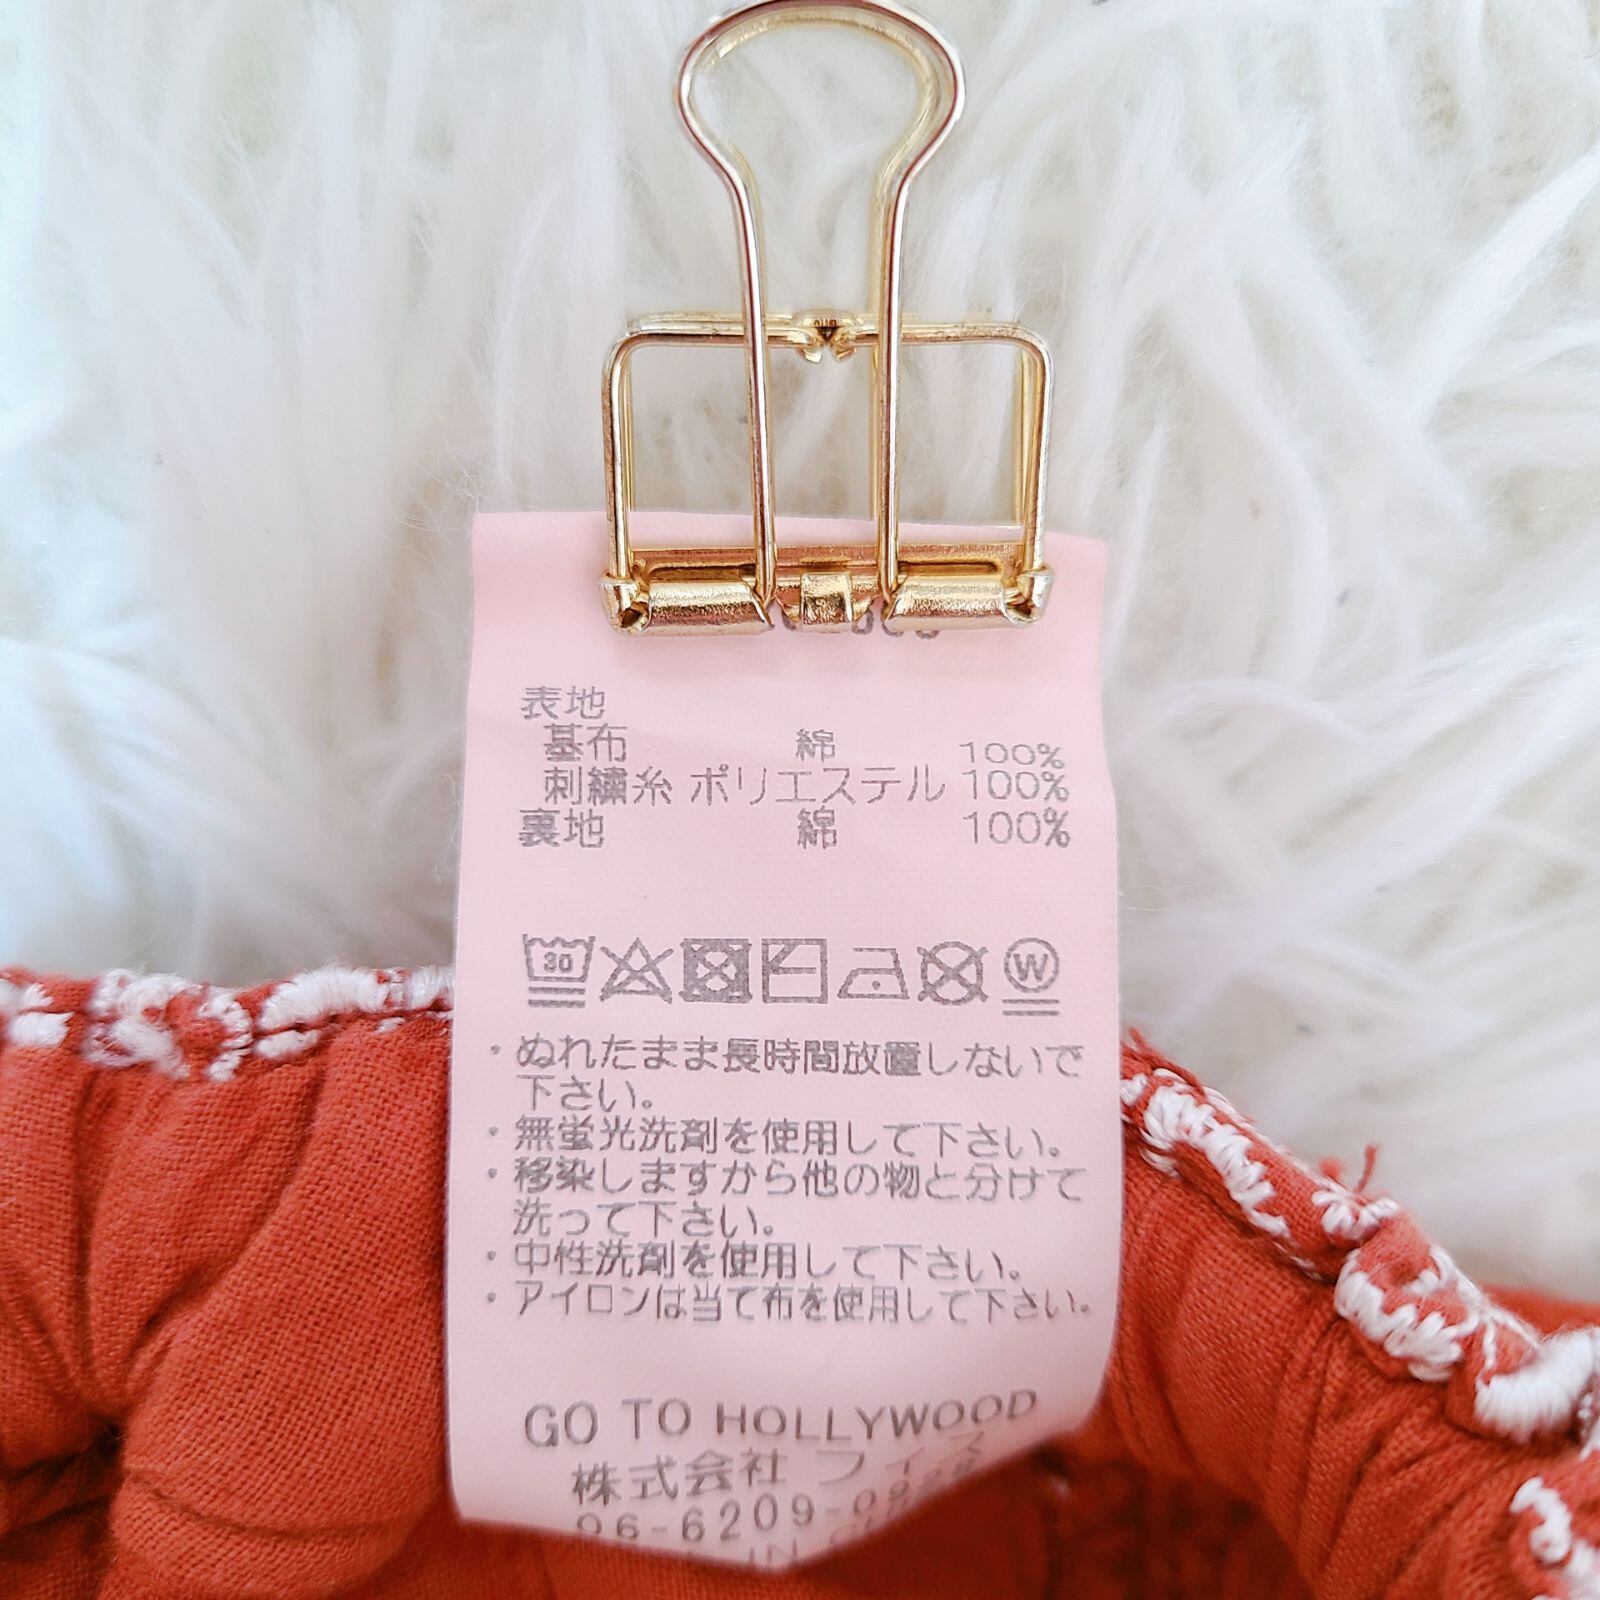 表地
基布 綿 100%
刺繍糸 ポリエステル 100%
裏地 綿 100%
30
W
・ぬれたまま長時間放置しないで
下さい。
・無蛍光洗剤を使用して下さい。
・移染しますから他の物と分けて
洗って下さい。
・中性洗剤を使用して下さい。
・アイロンは当て布を使用して下さい。
GO TO HOLLYWOOD
株式会社 フィス
IN